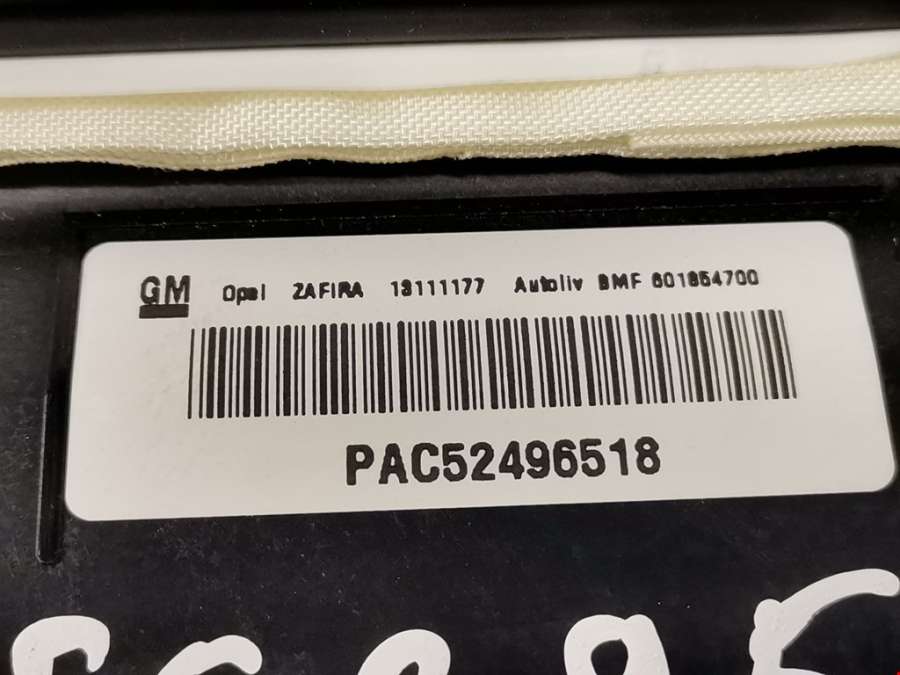 GM Opel ZAFIRA 13111177 Autoliv BMF 601854700
PAC52496518